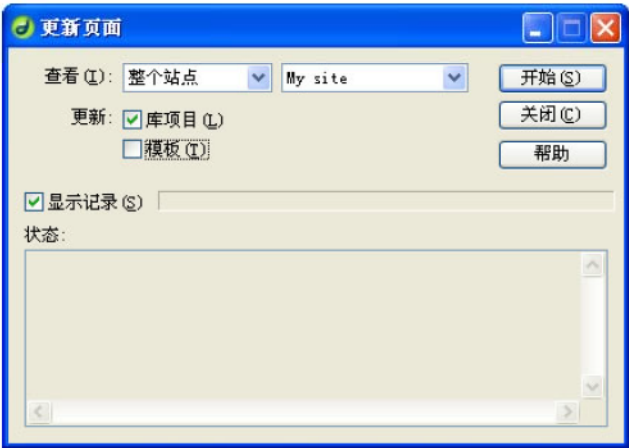 更新页面
查看(I): 整个站点 My site 开始(S)
更新: 库项目(L) 关闭(C)
模板(T) 帮助
显示记录(S)
状态: